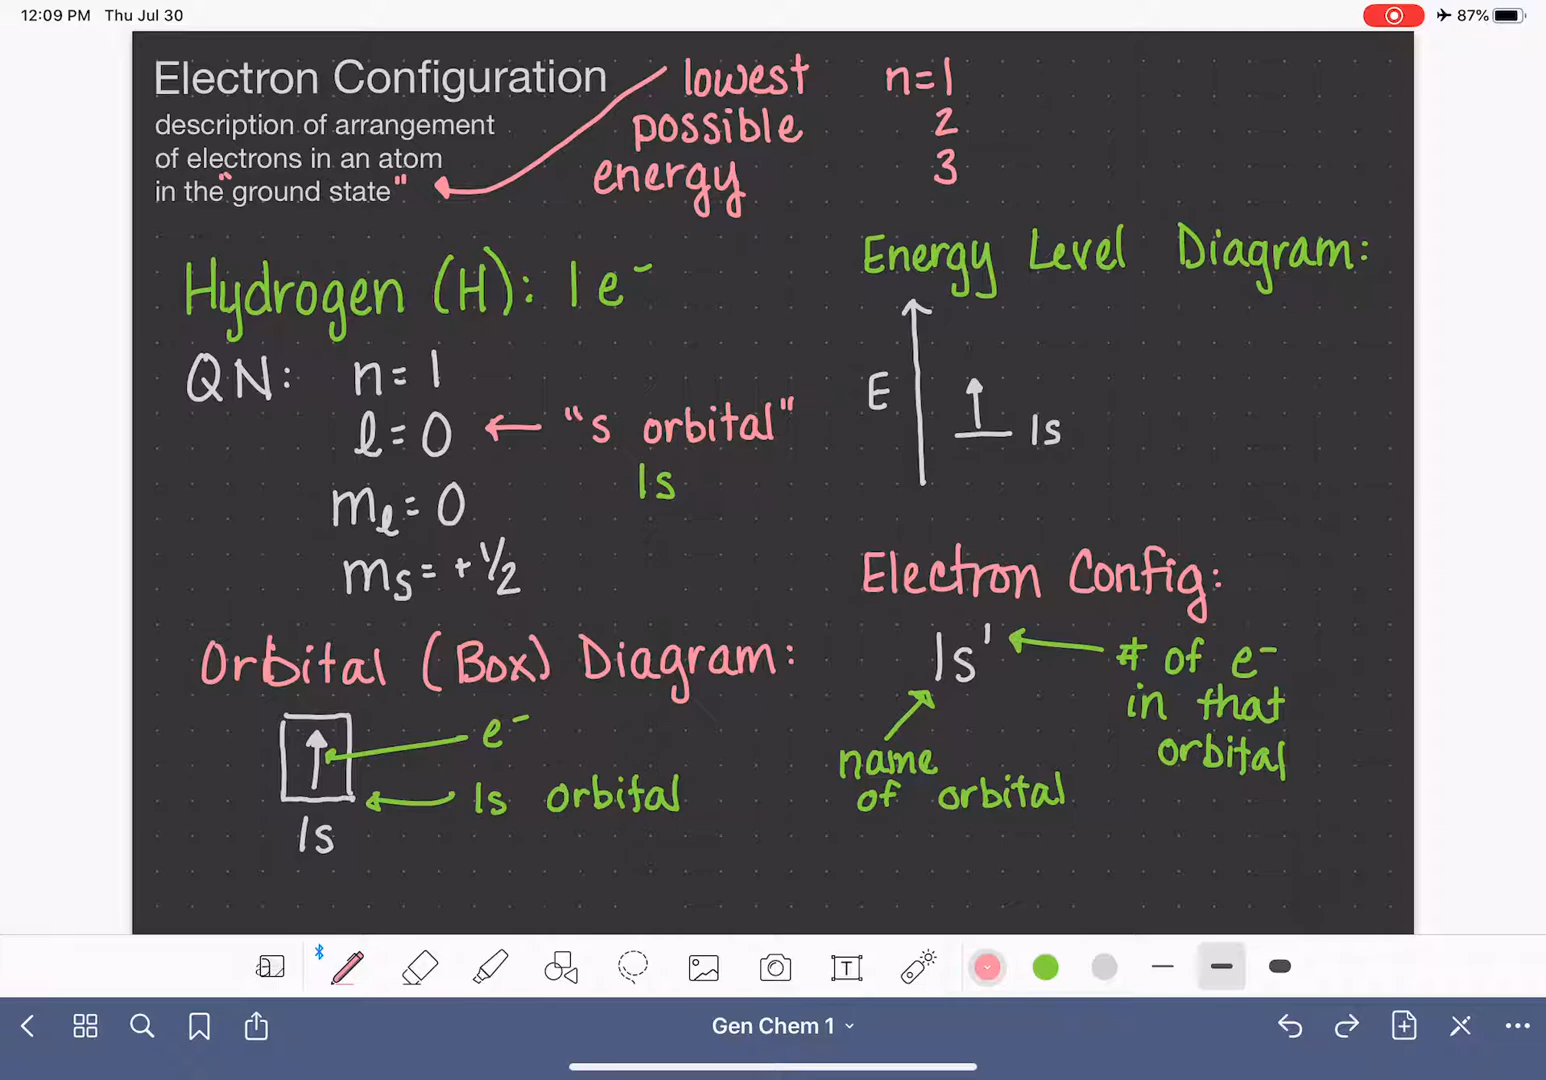 12:09 PM Thu Jul 30
87%
Electron Configuration
description of arrangement
of electrons in an atom
in the "ground state"
lowest
possible
energy
n=1
2
3
Hydrogen (H): 1 e⁻
QN: n= 1
l= 0 ← "s orbital"
1s
mₗ= 0
mₛ= + 1/2
Energy Level Diagram:
E
1s
Orbital (Box) Diagram:
e⁻
1s orbital
1s
Electron Config:
1s¹
# of e⁻
in that
orbital
name
of orbital
T
Gen Chem 1